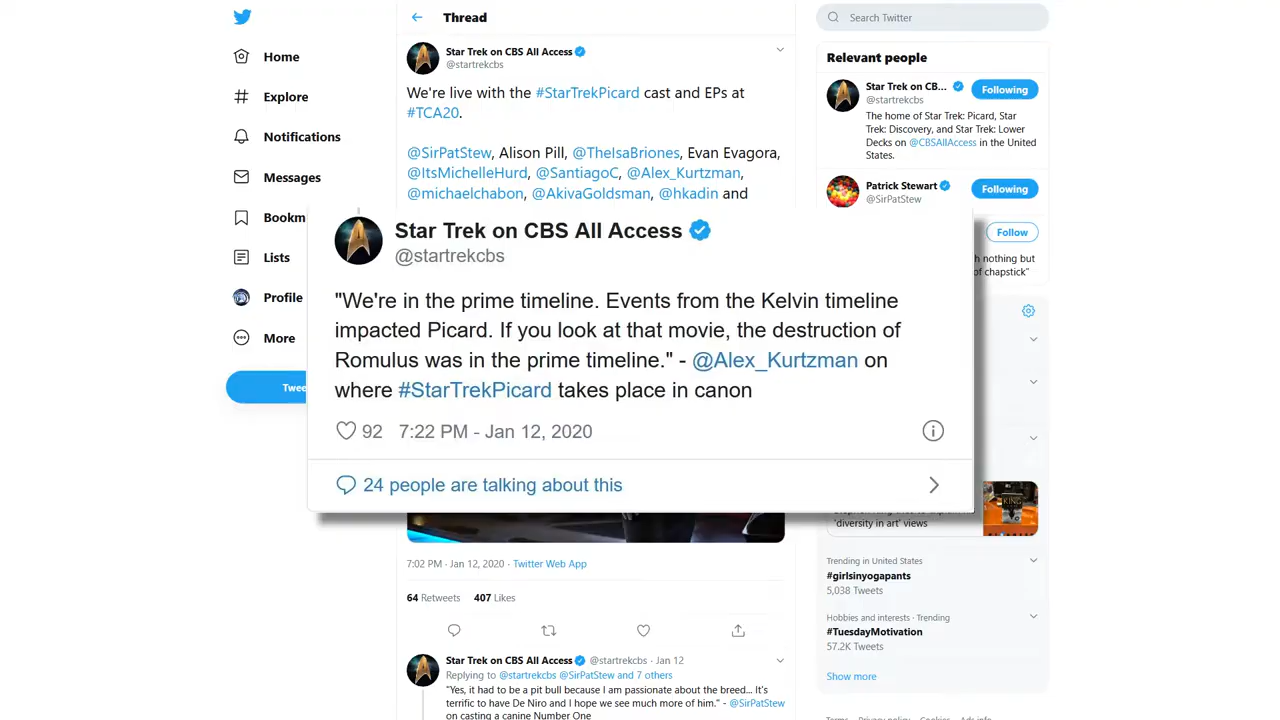 Home
Explore
Notifications
Messages
Bookm
Lists
Profile
More
Twee
Thread
Star Trek on CBS All Access
@startrekcbs
We're live with the #StarTrekPicard cast and EPs at
#TCA20.
@SirPatStew, Alison Pill, @TheIsaBriones, Evan Evagora,
@ItsMichelleHurd, @SantiagoC, @Alex_Kurtzman,
@michaelchabon, @AkivaGoldsman, @hkadin and
Star Trek on CBS All Access
@startrekcbs
"We're in the prime timeline. Events from the Kelvin timeline
impacted Picard. If you look at that movie, the destruction of
Romulus was in the prime timeline." - @Alex_Kurtzman on
where #StarTrekPicard takes place in canon
92 7:22 PM - Jan 12, 2020
24 people are talking about this
7:02 PM · Jan 12, 2020 · Twitter Web App
64 Retweets 407 Likes
Star Trek on CBS All Access @startrekcbs · Jan 12
Replying to @startrekcbs @SirPatStew and 7 others
"Yes, it had to be a pit bull because I am passionate about the breed... It's
terrific to have De Niro and I hope we see much more of him." - @SirPatStew
on casting a canine Number One
Search Twitter
Relevant people
Star Trek on CB...
@startrekcbs
Following
The home of Star Trek: Picard, Star
Trek: Discovery, and Star Trek: Lower
Decks on @CBSAllAccess in the United
States.
Patrick Stewart
@SirPatStew
Following
Follow
h nothing but
of chapstick"
'diversity in art' views
Trending in United States
#girlsinyogapants
5,038 Tweets
Hobbies and interests · Trending
#TuesdayMotivation
57.2K Tweets
Show more